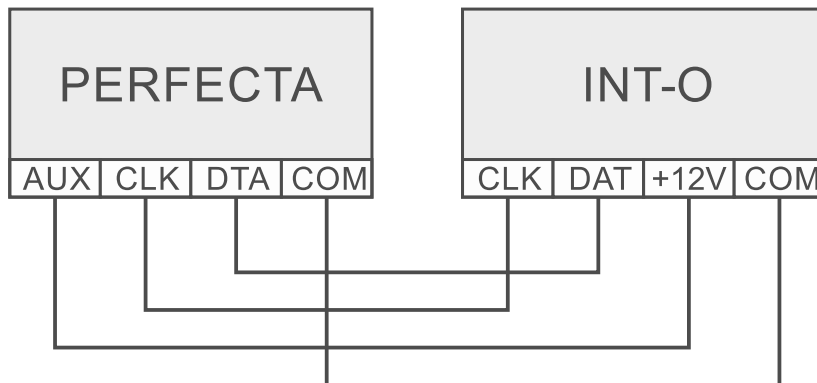 PERFECTA INT-O
AUX CLK DTA COM CLK DAT +12V COM